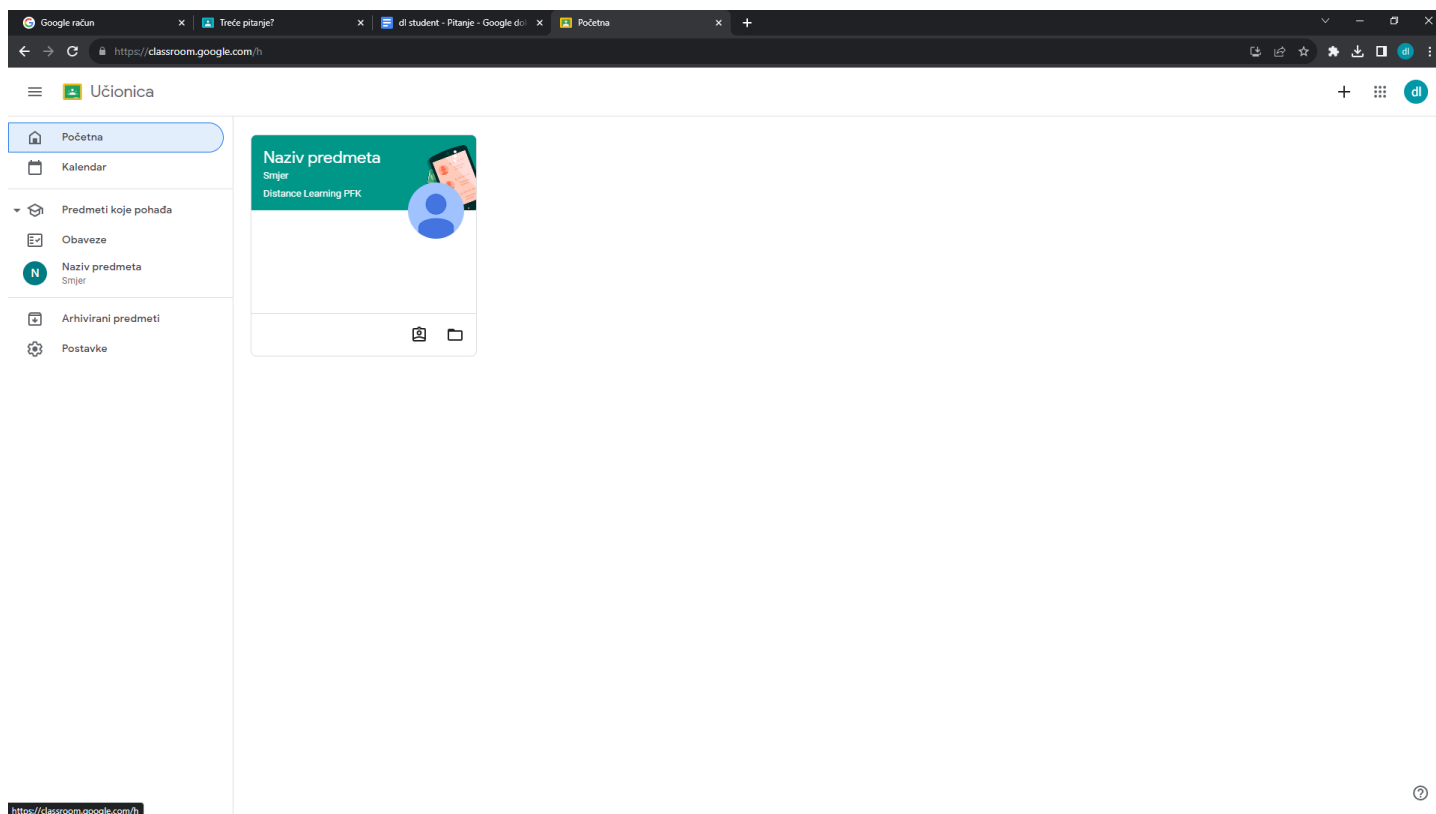 Google račun
Treće pitanje?
dl student - Pitanje - Google do
Početna
https://classroom.google.com/h
dl
Učionica
dl
Početna
Kalendar
Predmeti koje pohađa
Obaveze
N
Naziv predmeta
Smjer
Arhivirani predmeti
Postavke
Naziv predmeta
Smjer
Distance Learning PFK
https://classroom.google.com/h